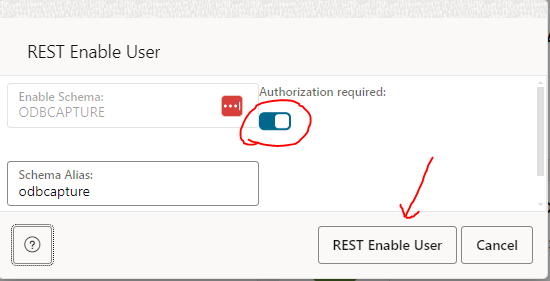 REST Enable User
Enable Schema:
ODBCAPTURE
Authorization required:
Schema Alias:
odbcapture
?
REST Enable User
Cancel